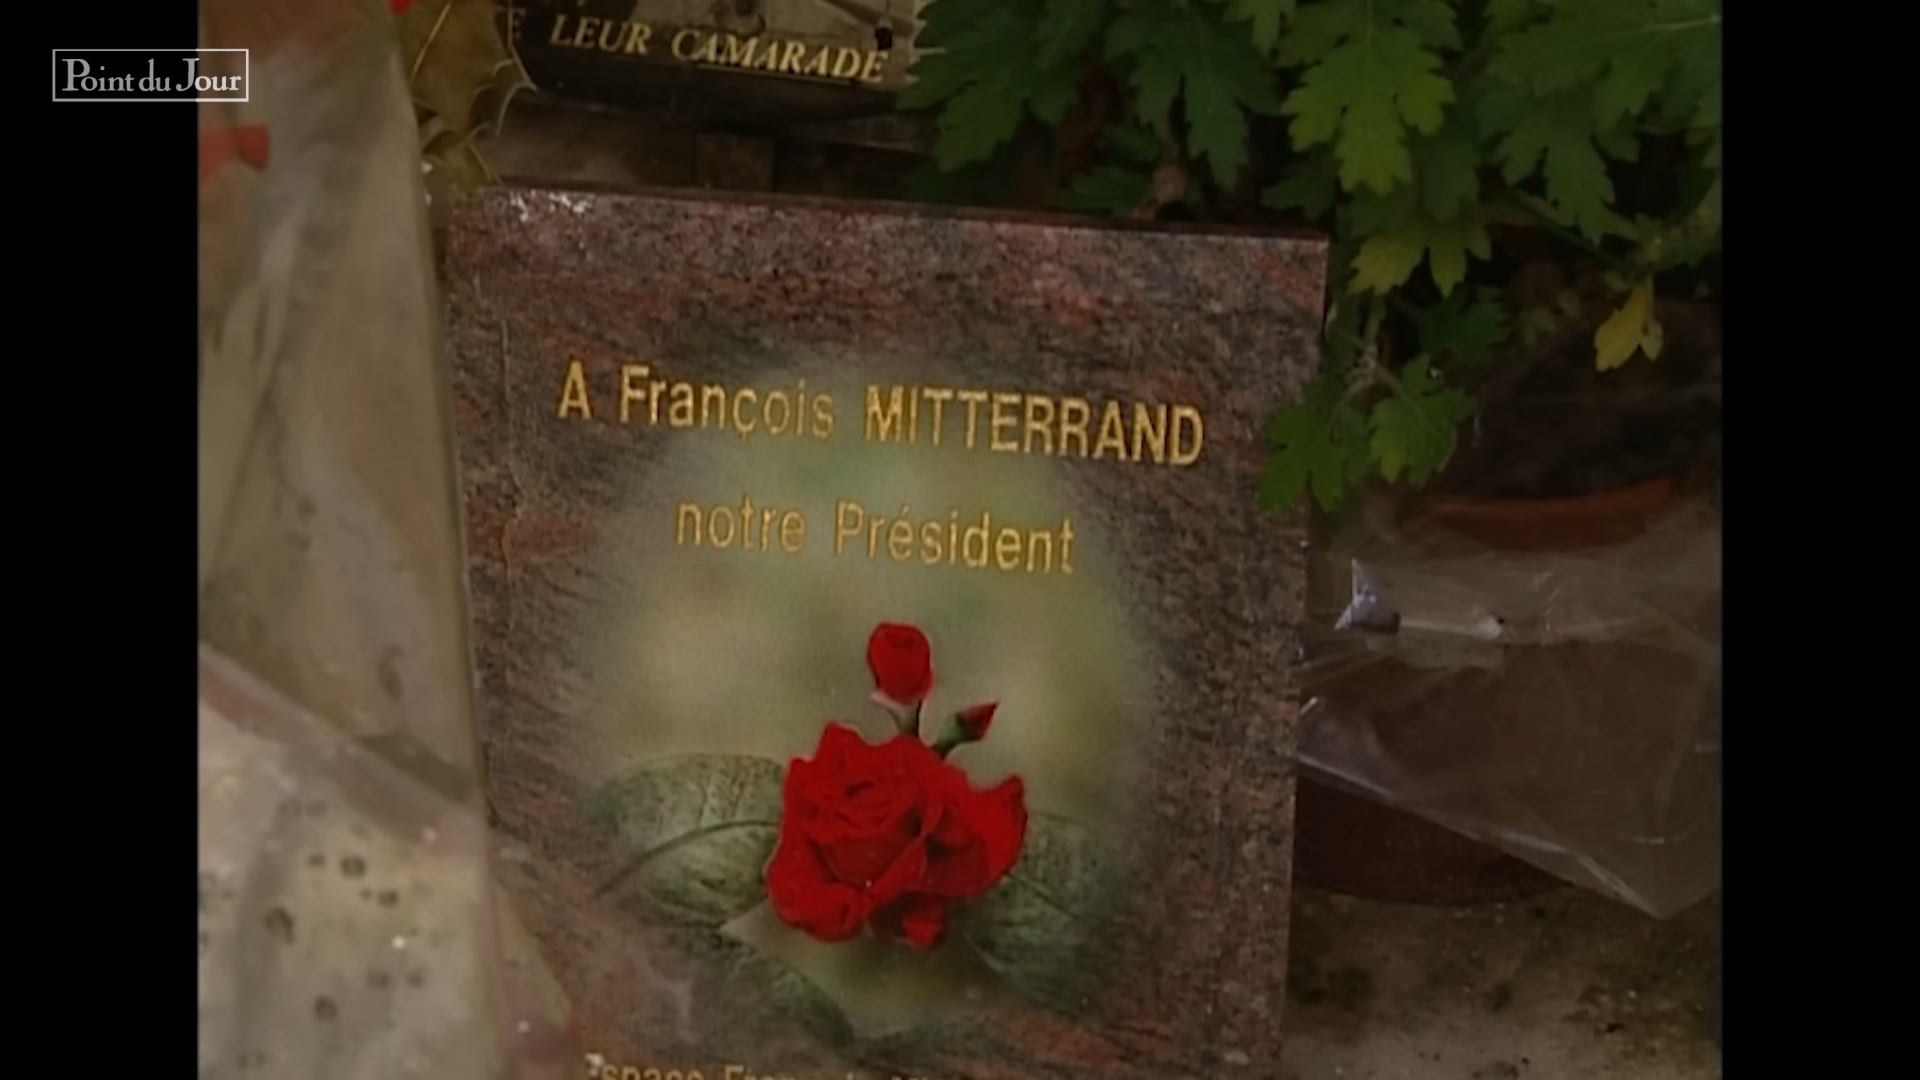 Point du Jour
LEUR CAMARADE
A François MITTERRAND
notre Président